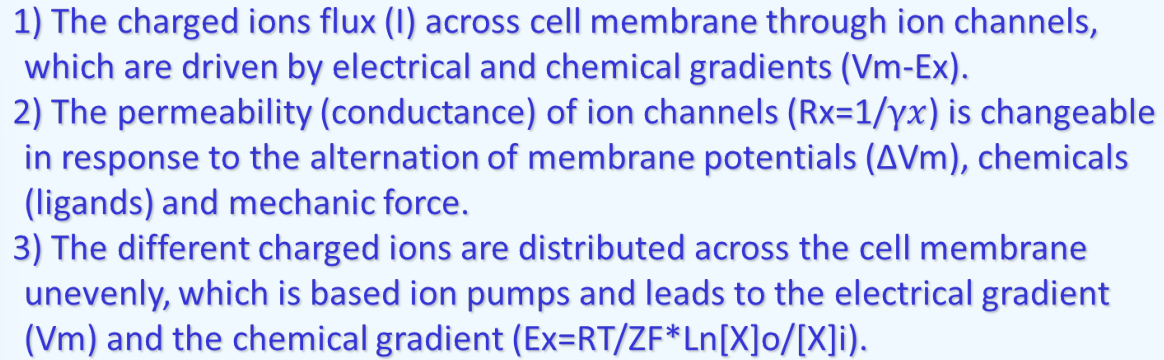 1) The charged ions flux (I) across cell membrane through ion channels,
which are driven by electrical and chemical gradients (Vm-Ex).
2) The permeability (conductance) of ion channels (Rx=1/γ𝑥) is changeable
in response to the alternation of membrane potentials (ΔVm), chemicals
(ligands) and mechanic force.
3) The different charged ions are distributed across the cell membrane
unevenly, which is based ion pumps and leads to the electrical gradient
(Vm) and the chemical gradient (Ex=RT/ZF*Ln[X]o/[X]i).